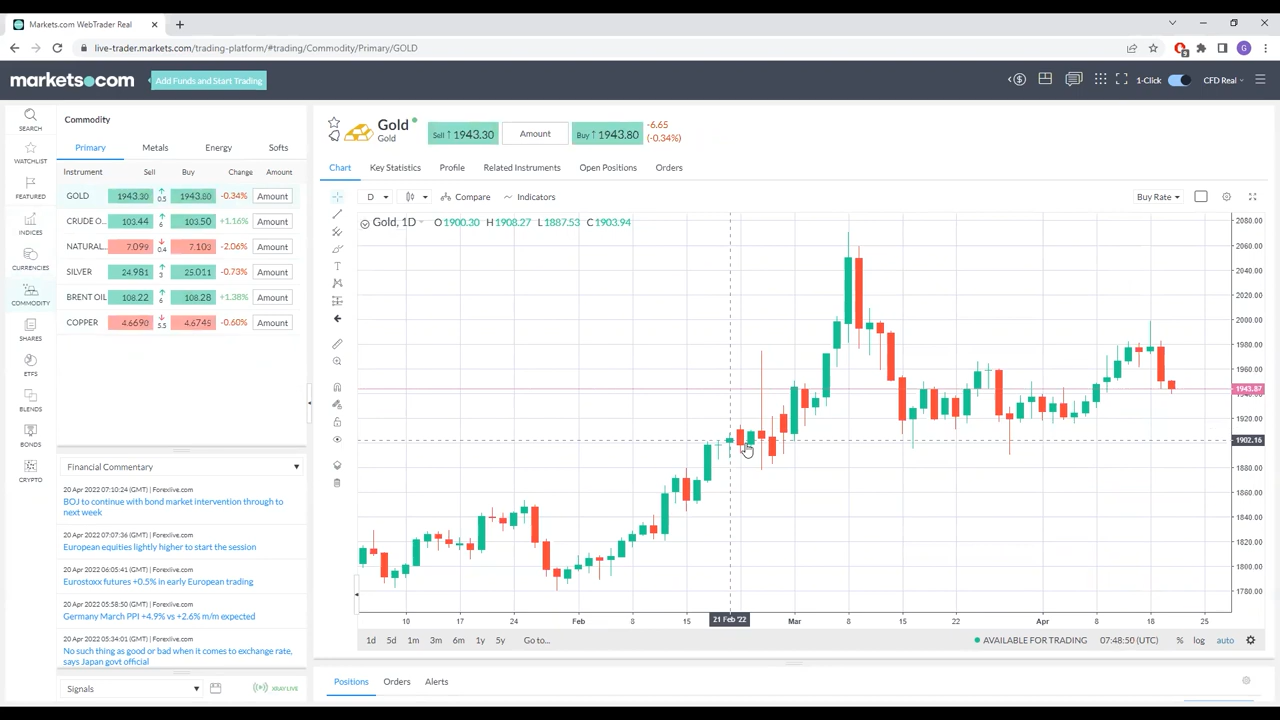 Markets.com WebTrader Real
live-trader.markets.com/trading-platform/#trading/Commodity/Primary/GOLD
markets.com Add Funds and Start Trading
1-Click CFD Real
SEARCH
WATCHLIST
FEATURED
INDICES
CURRENCIES
COMMODITY
SHARES
ETFS
BLENDS
BONDS
CRYPTO
Commodity
Primary Metals Energy Softs
Instrument Sell Buy Change Amount
GOLD 1943.30 0.5 1943.80 -0.34% Amount
CRUDE O... 103.44 6 103.50 +1.16% Amount
NATURAL... 7.099 0.4 7.103 -2.06% Amount
SILVER 24.981 3 25.011 -0.73% Amount
BRENT OIL 108.22 6 108.28 +1.38% Amount
COPPER 4.6690 5.5 4.6745 -0.60% Amount
Financial Commentary
20 Apr 2022 07:10:24 (GMT) | Forexlive.com
BOJ to continue with bond market intervention through to
next week
20 Apr 2022 07:07:36 (GMT) | Forexlive.com
European equities lightly higher to start the session
20 Apr 2022 06:05:41 (GMT) | Forexlive.com
Eurostoxx futures +0.5% in early European trading
20 Apr 2022 05:58:50 (GMT) | Forexlive.com
Germany March PPI +4.9% vs +2.6% m/m expected
20 Apr 2022 05:34:01 (GMT) | Forexlive.com
No such thing as good or bad when it comes to exchange rate,
says Japan govt official
Signals XRAY LIVE
Gold
Gold
Sell 1943.30 Amount Buy 1943.80
-6.65
(-0.34%)
Chart Key Statistics Profile Related Instruments Open Positions Orders
D Compare Indicators Buy Rate
Gold, 1D O 1900.30 H 1908.27 L 1887.53 C 1903.94
2080.00
2060.00
2040.00
2020.00
2000.00
1980.00
1960.00
1943.87
1920.00
1902.16
1880.00
1860.00
1840.00
1820.00
1800.00
1780.00
10 17 24 Feb 8 15 21 Feb '22 Mar 8 15 22 Apr 8 18 25
1d 5d 1m 3m 6m 1y 5y Go to... AVAILABLE FOR TRADING 07:48:50 (UTC) % log auto
Positions Orders Alerts